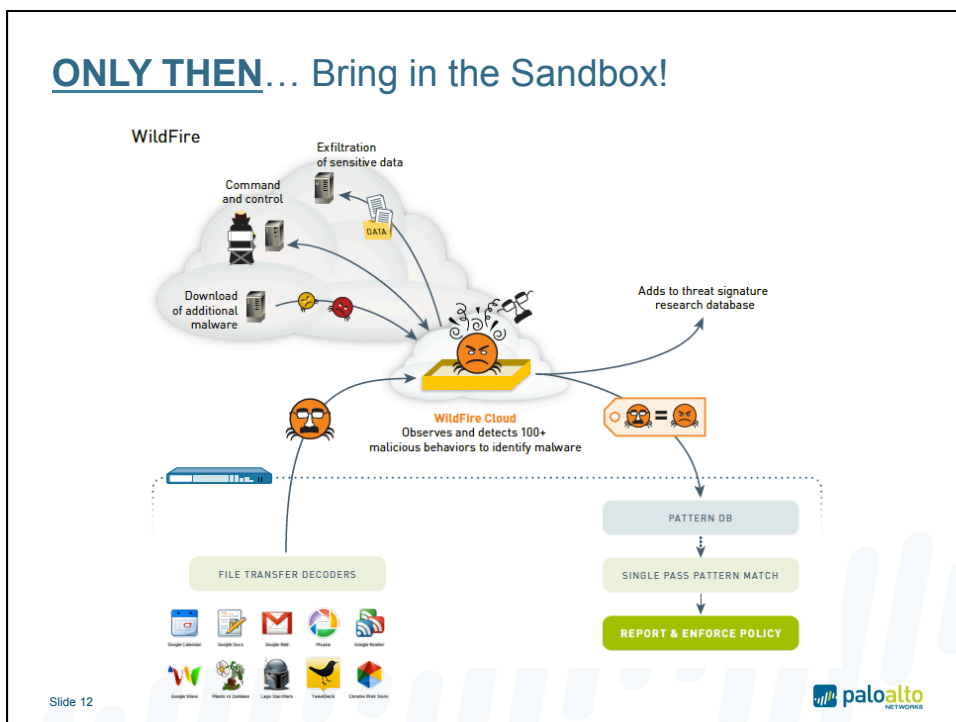 ONLY THEN… Bring in the Sandbox!
WildFire
Exfiltration
of sensitive data
Command
and control
DATA
Download
of additional
malware
Adds to threat signature
research database
WildFire Cloud
Observes and detects 100+
malicious behaviors to identify malware
=
PATTERN DB
FILE TRANSFER DECODERS
SINGLE PASS PATTERN MATCH
REPORT & ENFORCE POLICY
Google Calendar
Google Docs
Google Mail
Picasa
Google Reader
Google Wave
Plants vs Zombies
Lego Star Wars
TweetDeck
Chrome Web Store
Slide 12
paloalto
NETWORKS